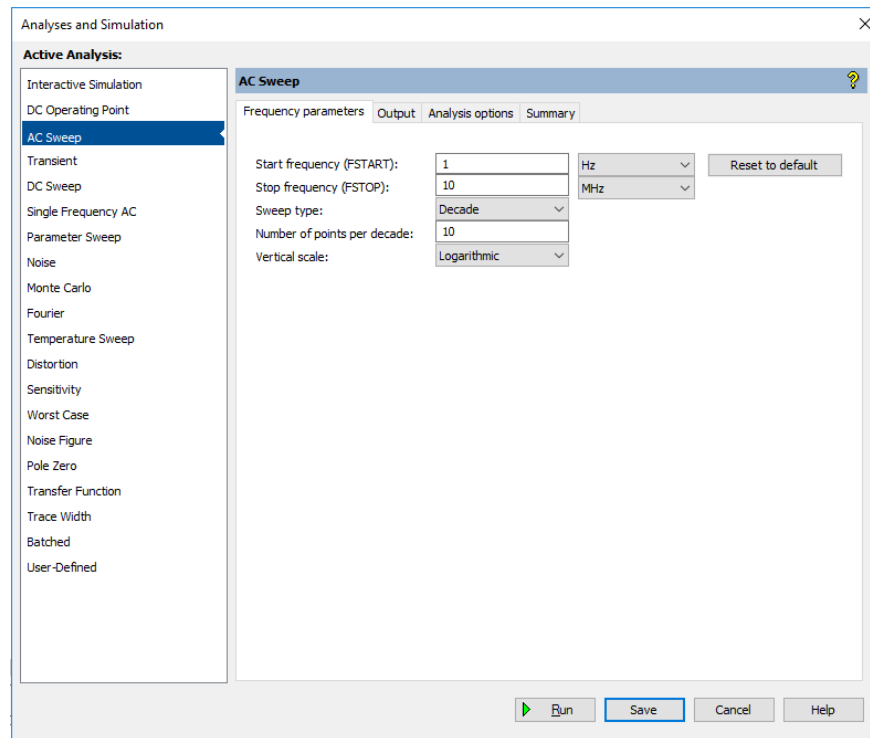 Analyses and Simulation
Active Analysis:
Interactive Simulation
DC Operating Point
AC Sweep
Transient
DC Sweep
Single Frequency AC
Parameter Sweep
Noise
Monte Carlo
Fourier
Temperature Sweep
Distortion
Sensitivity
Worst Case
Noise Figure
Pole Zero
Transfer Function
Trace Width
Batched
User-Defined
AC Sweep
Frequency parameters Output Analysis options Summary
Start frequency (FSTART): 1 Hz Reset to default
Stop frequency (FSTOP): 10 MHz
Sweep type: Decade
Number of points per decade: 10
Vertical scale: Logarithmic
Run Save Cancel Help